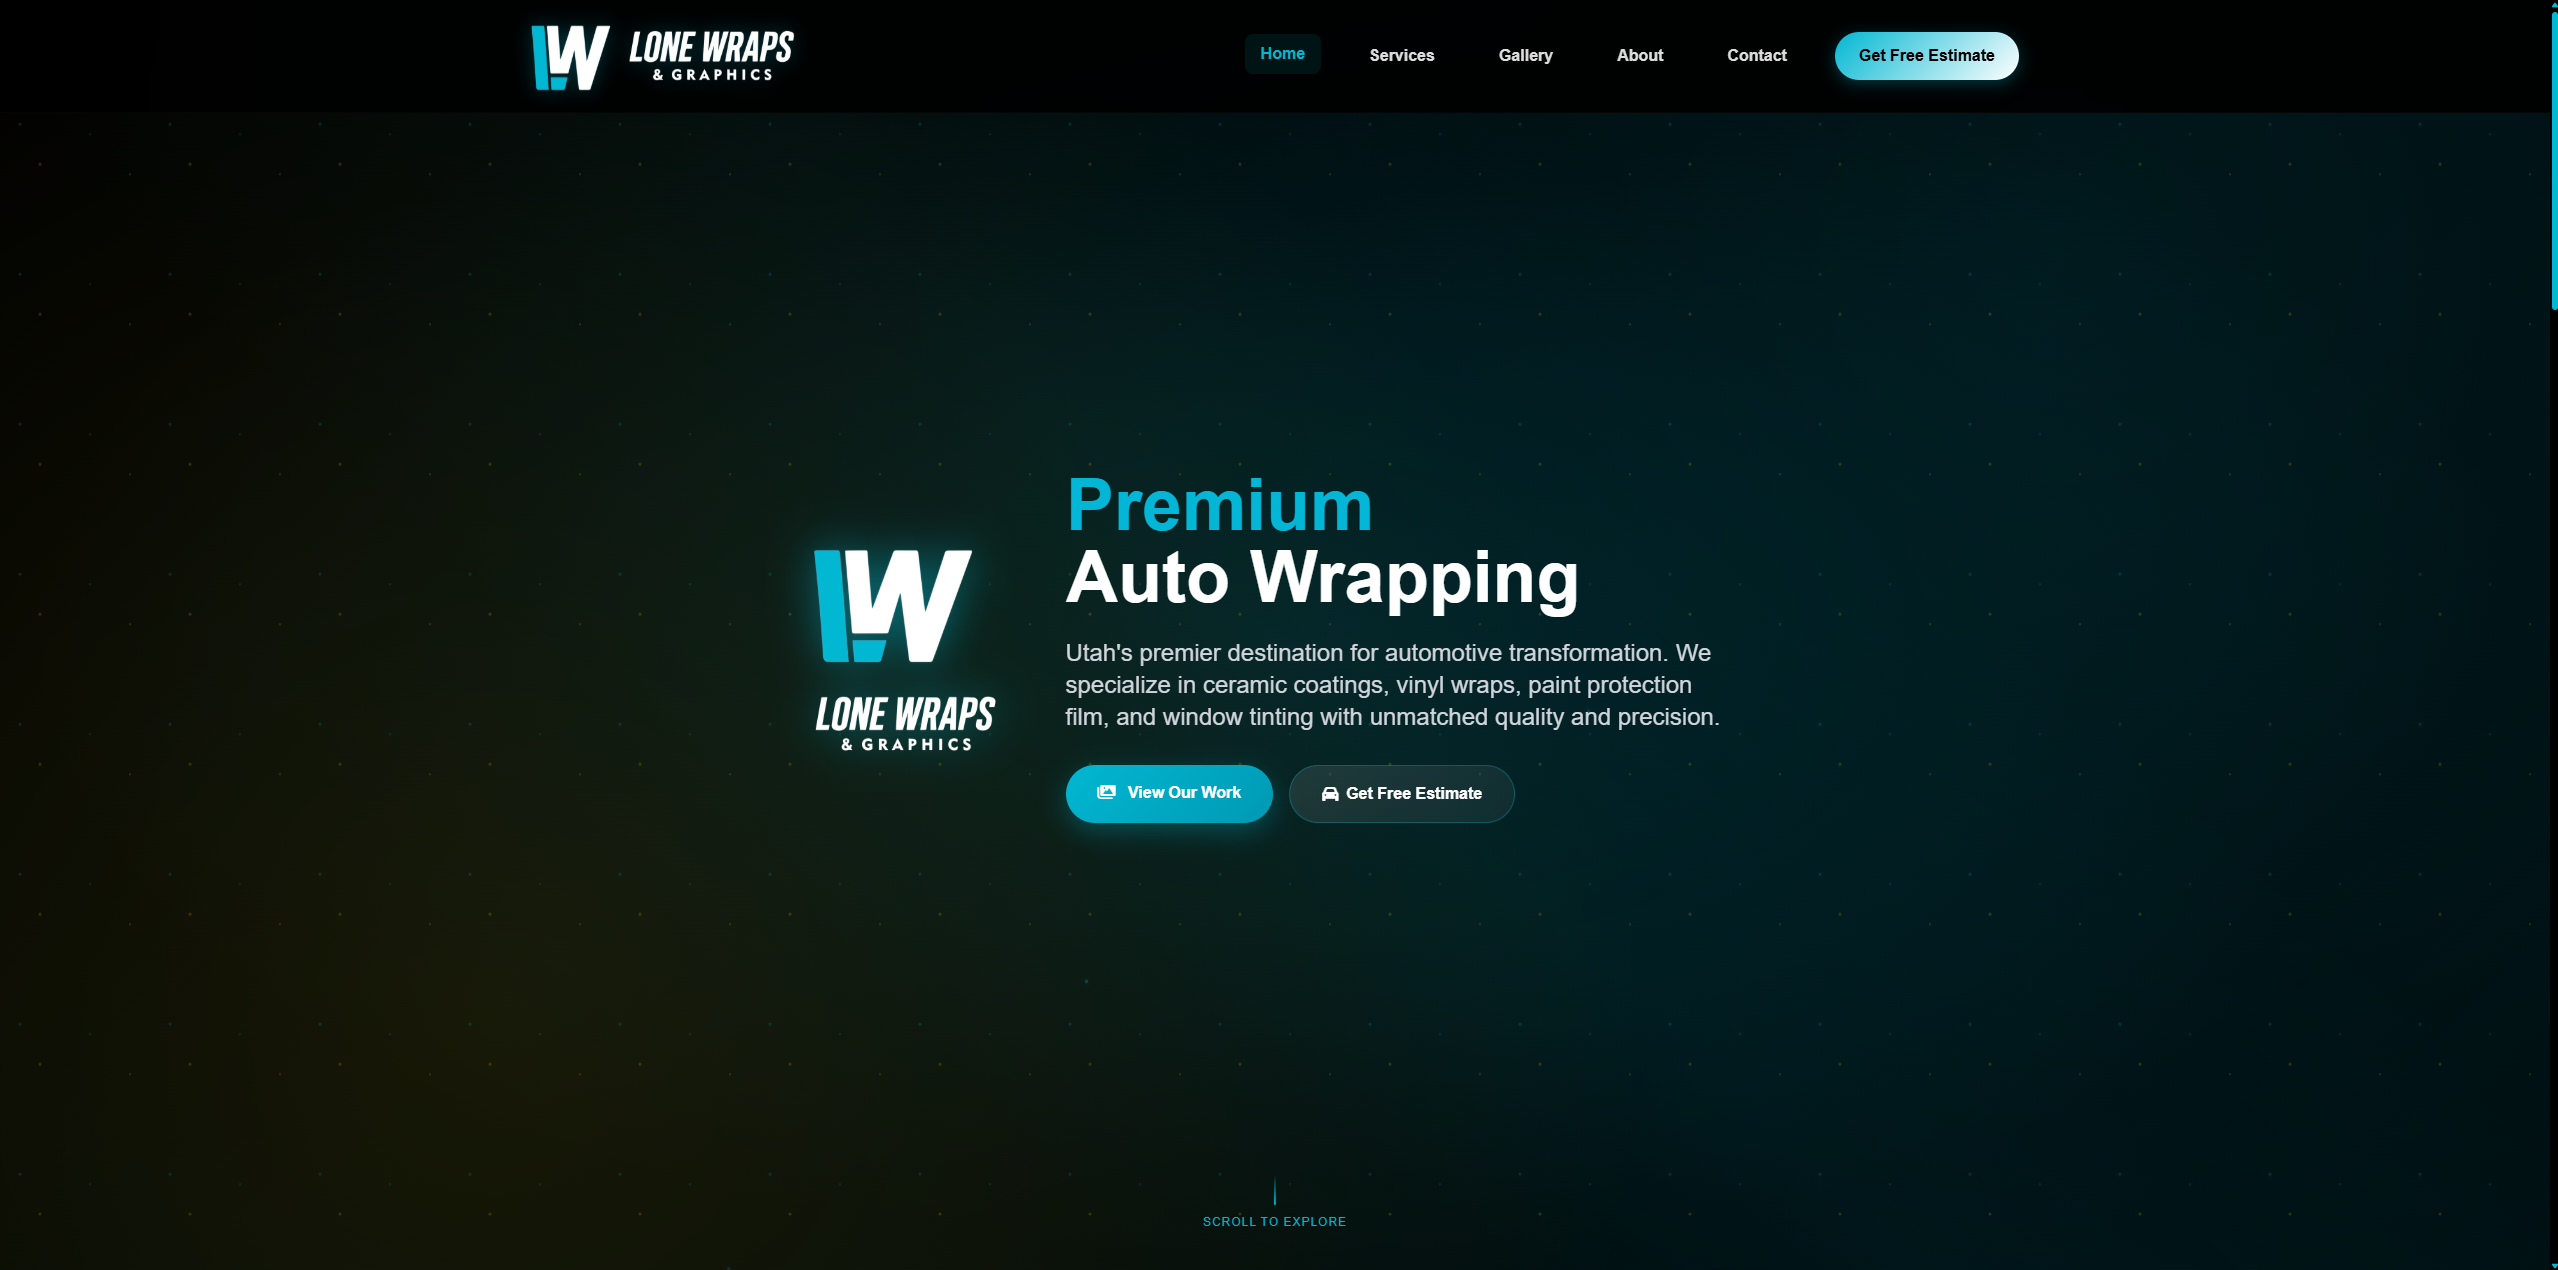 LONE WRAPS
& GRAPHICS
Home
Services
Gallery
About
Contact
Get Free Estimate
Premium
Auto Wrapping
LW
LONE WRAPS
& GRAPHICS
Utah's premier destination for automotive transformation. We
specialize in ceramic coatings, vinyl wraps, paint protection
film, and window tinting with unmatched quality and precision.
View Our Work
Get Free Estimate
SCROLL TO EXPLORE